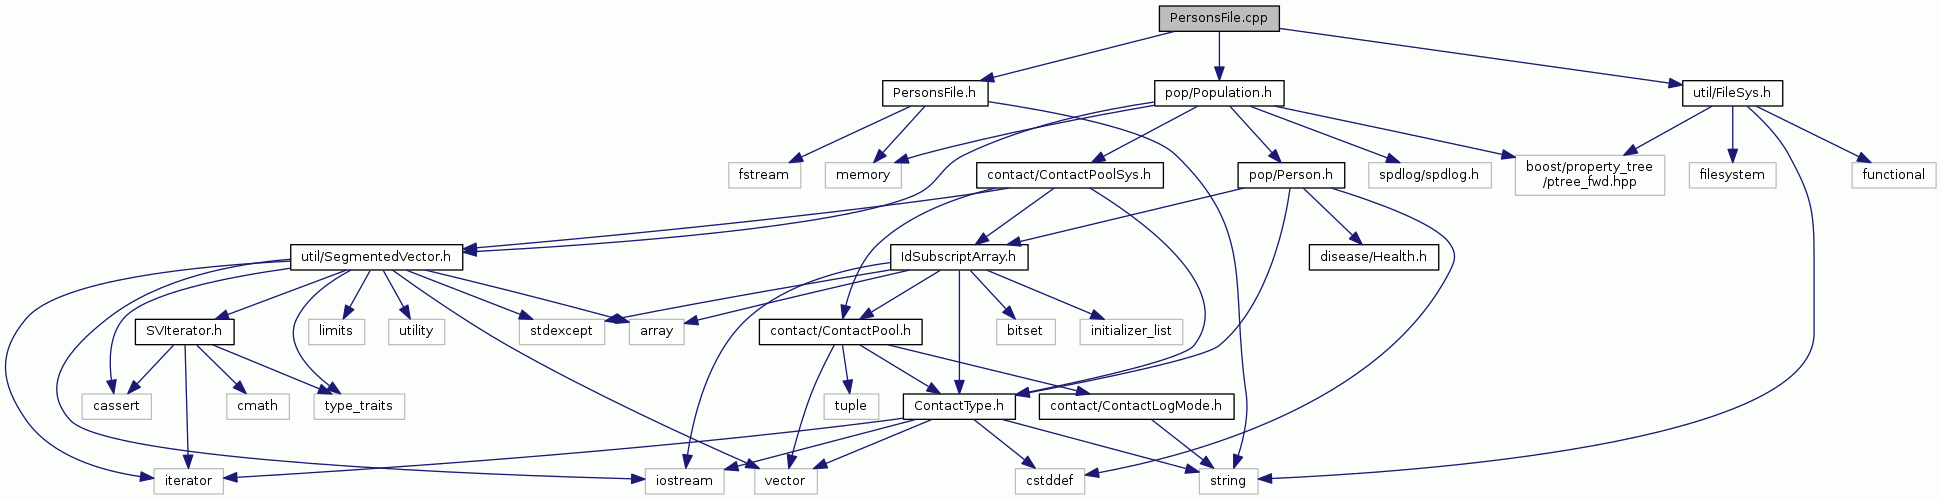 PersonsFile.cpp
PersonsFile.h
pop/Population.h
util/FileSys.h
fstream
memory
contact/ContactPoolSys.h
pop/Person.h
spdlog/spdlog.h
boost/property_tree
/ptree_fwd.hpp
filesystem
functional
util/SegmentedVector.h
IdSubscriptArray.h
disease/Health.h
SVIterator.h
limits
utility
stdexcept
array
contact/ContactPool.h
bitset
initializer_list
cassert
cmath
type_traits
tuple
ContactType.h
contact/ContactLogMode.h
iterator
iostream
vector
cstddef
string